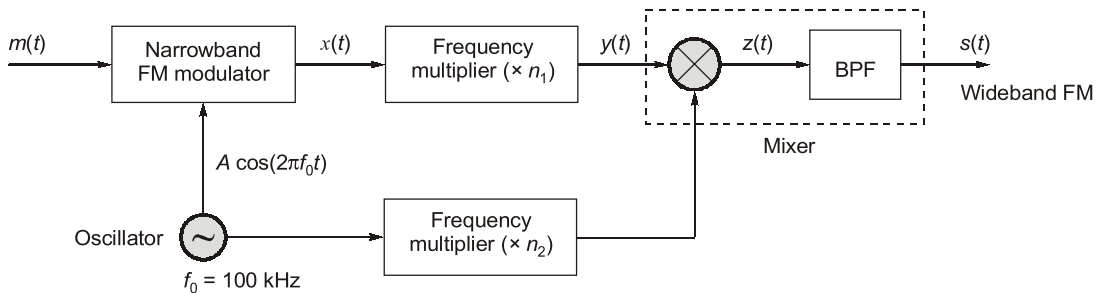 m(t)
Narrowband
FM modulator
x(t)
Frequency
multiplier (× n₁)
y(t)
z(t)
BPF
s(t)
Wideband FM
Mixer
A cos(2πf₀t)
Oscillator
~
f₀ = 100 kHz
Frequency
multiplier (× n₂)